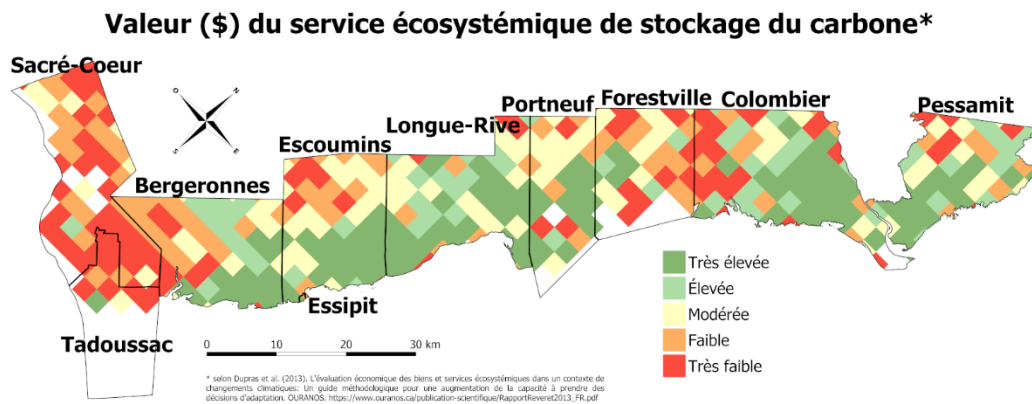 Valeur ($) du service écosystémique de stockage du carbone*
Sacré-Coeur
Portneuf
Forestville
Colombier
Pessamit
O
N
S
E
Longue-Rive
Escoumins
Bergeronnes
Très élevée
Élevée
Modérée
Faible
Très faible
Essipit
Tadoussac
0 10 20 30 km
* selon Dupras et al. (2013). L'évaluation économique des biens et services écosystémiques dans un contexte de
changements climatiques: Un guide méthodologique pour une augmentation de la capacité à prendre des
décisions d'adaptation. OURANOS. https://www.ouranos.ca/publication-scientifique/RapportReveret2013_FR.pdf